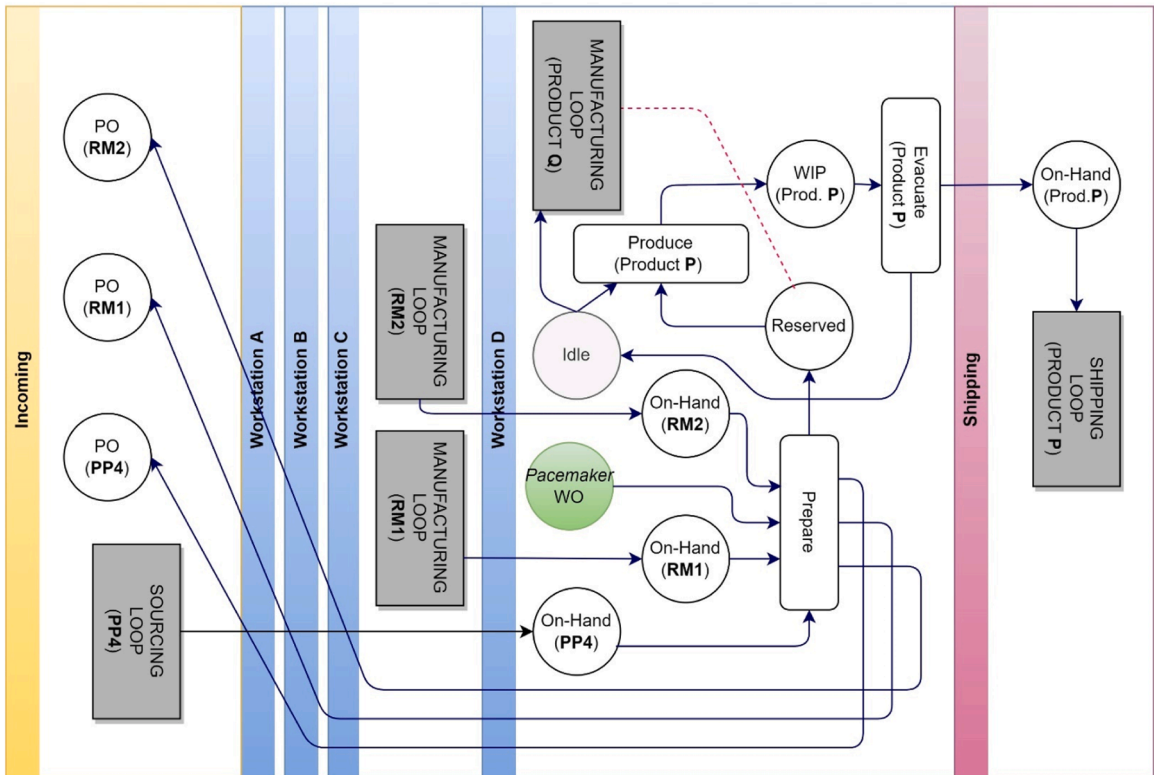 Incoming
PO
(RM2)
PO
(RM1)
PO
(PP4)
SOURCING
LOOP
(PP4)
Workstation A
Workstation B
Workstation C
MANUFACTURING
LOOP
(RM2)
MANUFACTURING
LOOP
(RM1)
Workstation D
MANUFACTURING
LOOP
(PRODUCT Q)
Produce
(Product P)
Idle
On-Hand
(RM2)
Pacemaker
WO
On-Hand
(RM1)
On-Hand
(PP4)
WIP
(Prod. P)
Reserved
Prepare
Evacuate
(Product P)
Shipping
On-Hand
(Prod.P)
SHIPPING
LOOP
(PRODUCT P)